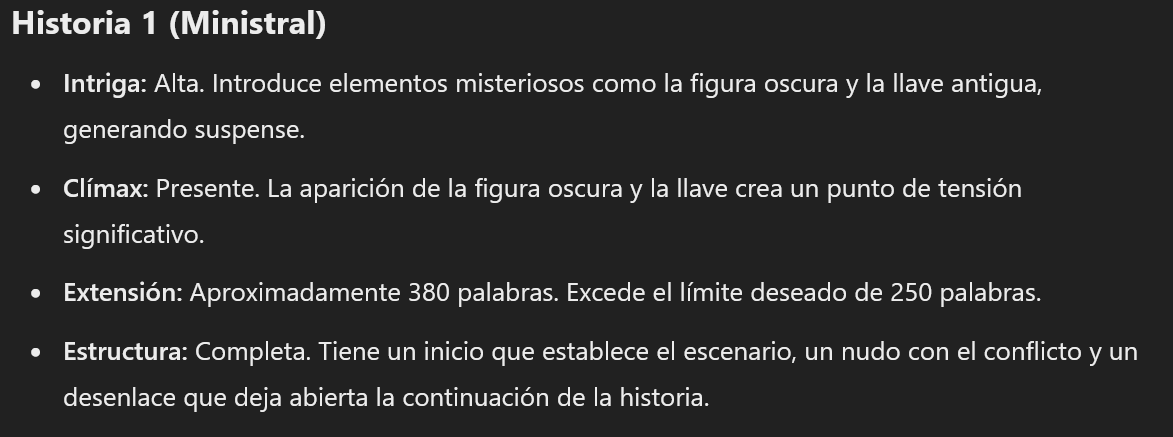 Historia 1 (Ministral)
• Intriga: Alta. Introduce elementos misteriosos como la figura oscura y la llave antigua,
generando suspense.
• Clímax: Presente. La aparición de la figura oscura y la llave crea un punto de tensión
significativo.
• Extensión: Aproximadamente 380 palabras. Excede el límite deseado de 250 palabras.
• Estructura: Completa. Tiene un inicio que establece el escenario, un nudo con el conflicto y un
desenlace que deja abierta la continuación de la historia.